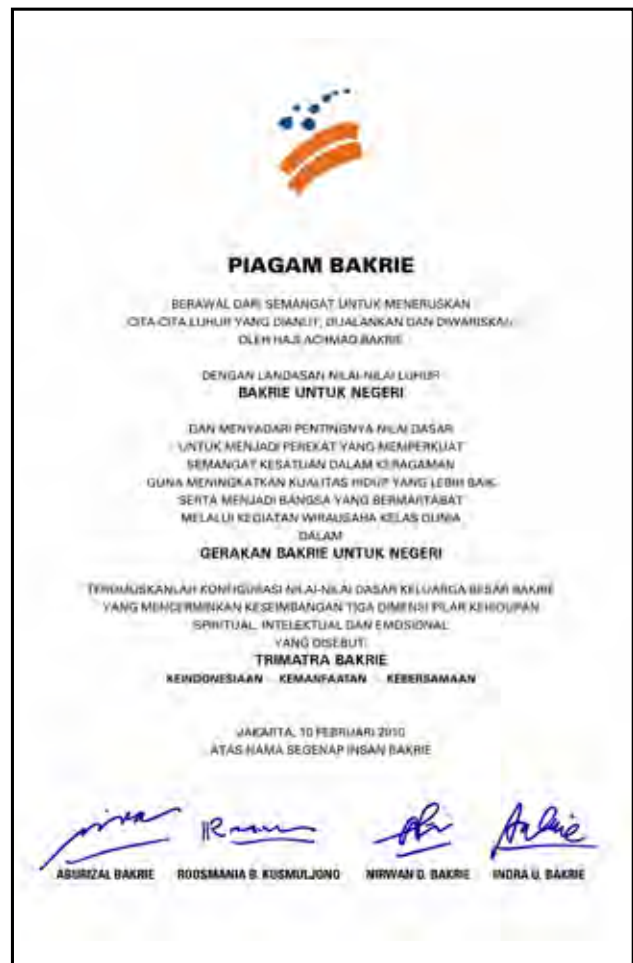 PIAGAM BAKRIE
BERAWAL DARI SEMANGAT UNTUK MENERUSKAN
CITA-CITA LUHUR YANG DIANUT, DIJALANKAN DAN DIWARISKAN
OLEH HAJI ACHMAD BAKRIE
DENGAN LANDASAN NILAI-NILAI LUHUR
BAKRIE UNTUK NEGERI
DAN MENYADARI PENTINGNYA NILAI DASAR
UNTUK MENJADI PEREKAT YANG MEMPERKUAT
SEMANGAT KESATUAN DALAM KERAGAMAN
GUNA MENINGKATKAN KUALITAS HIDUP YANG LEBIH BAIK
SERTA MENJADI BANGSA YANG BERMARTABAT
MELALUI KEGIATAN WIRAUSAHA KELAS DUNIA
DALAM
GERAKAN BAKRIE UNTUK NEGERI
TERUMUSKANLAH KONFIGURASI NILAI-NILAI DASAR KELUARGA BESAR BAKRIE
YANG MENCERMINKAN KESEIMBANGAN TIGA DIMENSI PILAR KEHIDUPAN
SPIRITUAL, INTELEKTUAL DAN EMOSIONAL
YANG DISEBUT:
TRIMATRA BAKRIE
KEINDONESIAAN KEMANFAATAN KEBERSAMAAN
JAKARTA, 10 FEBRUARI 2010
ATAS NAMA SEGENAP INSAN BAKRIE
ABURIZAL BAKRIE ROOSMANIA B. KUSMULJONO NIRWAN D. BAKRIE INDRA U. BAKRIE